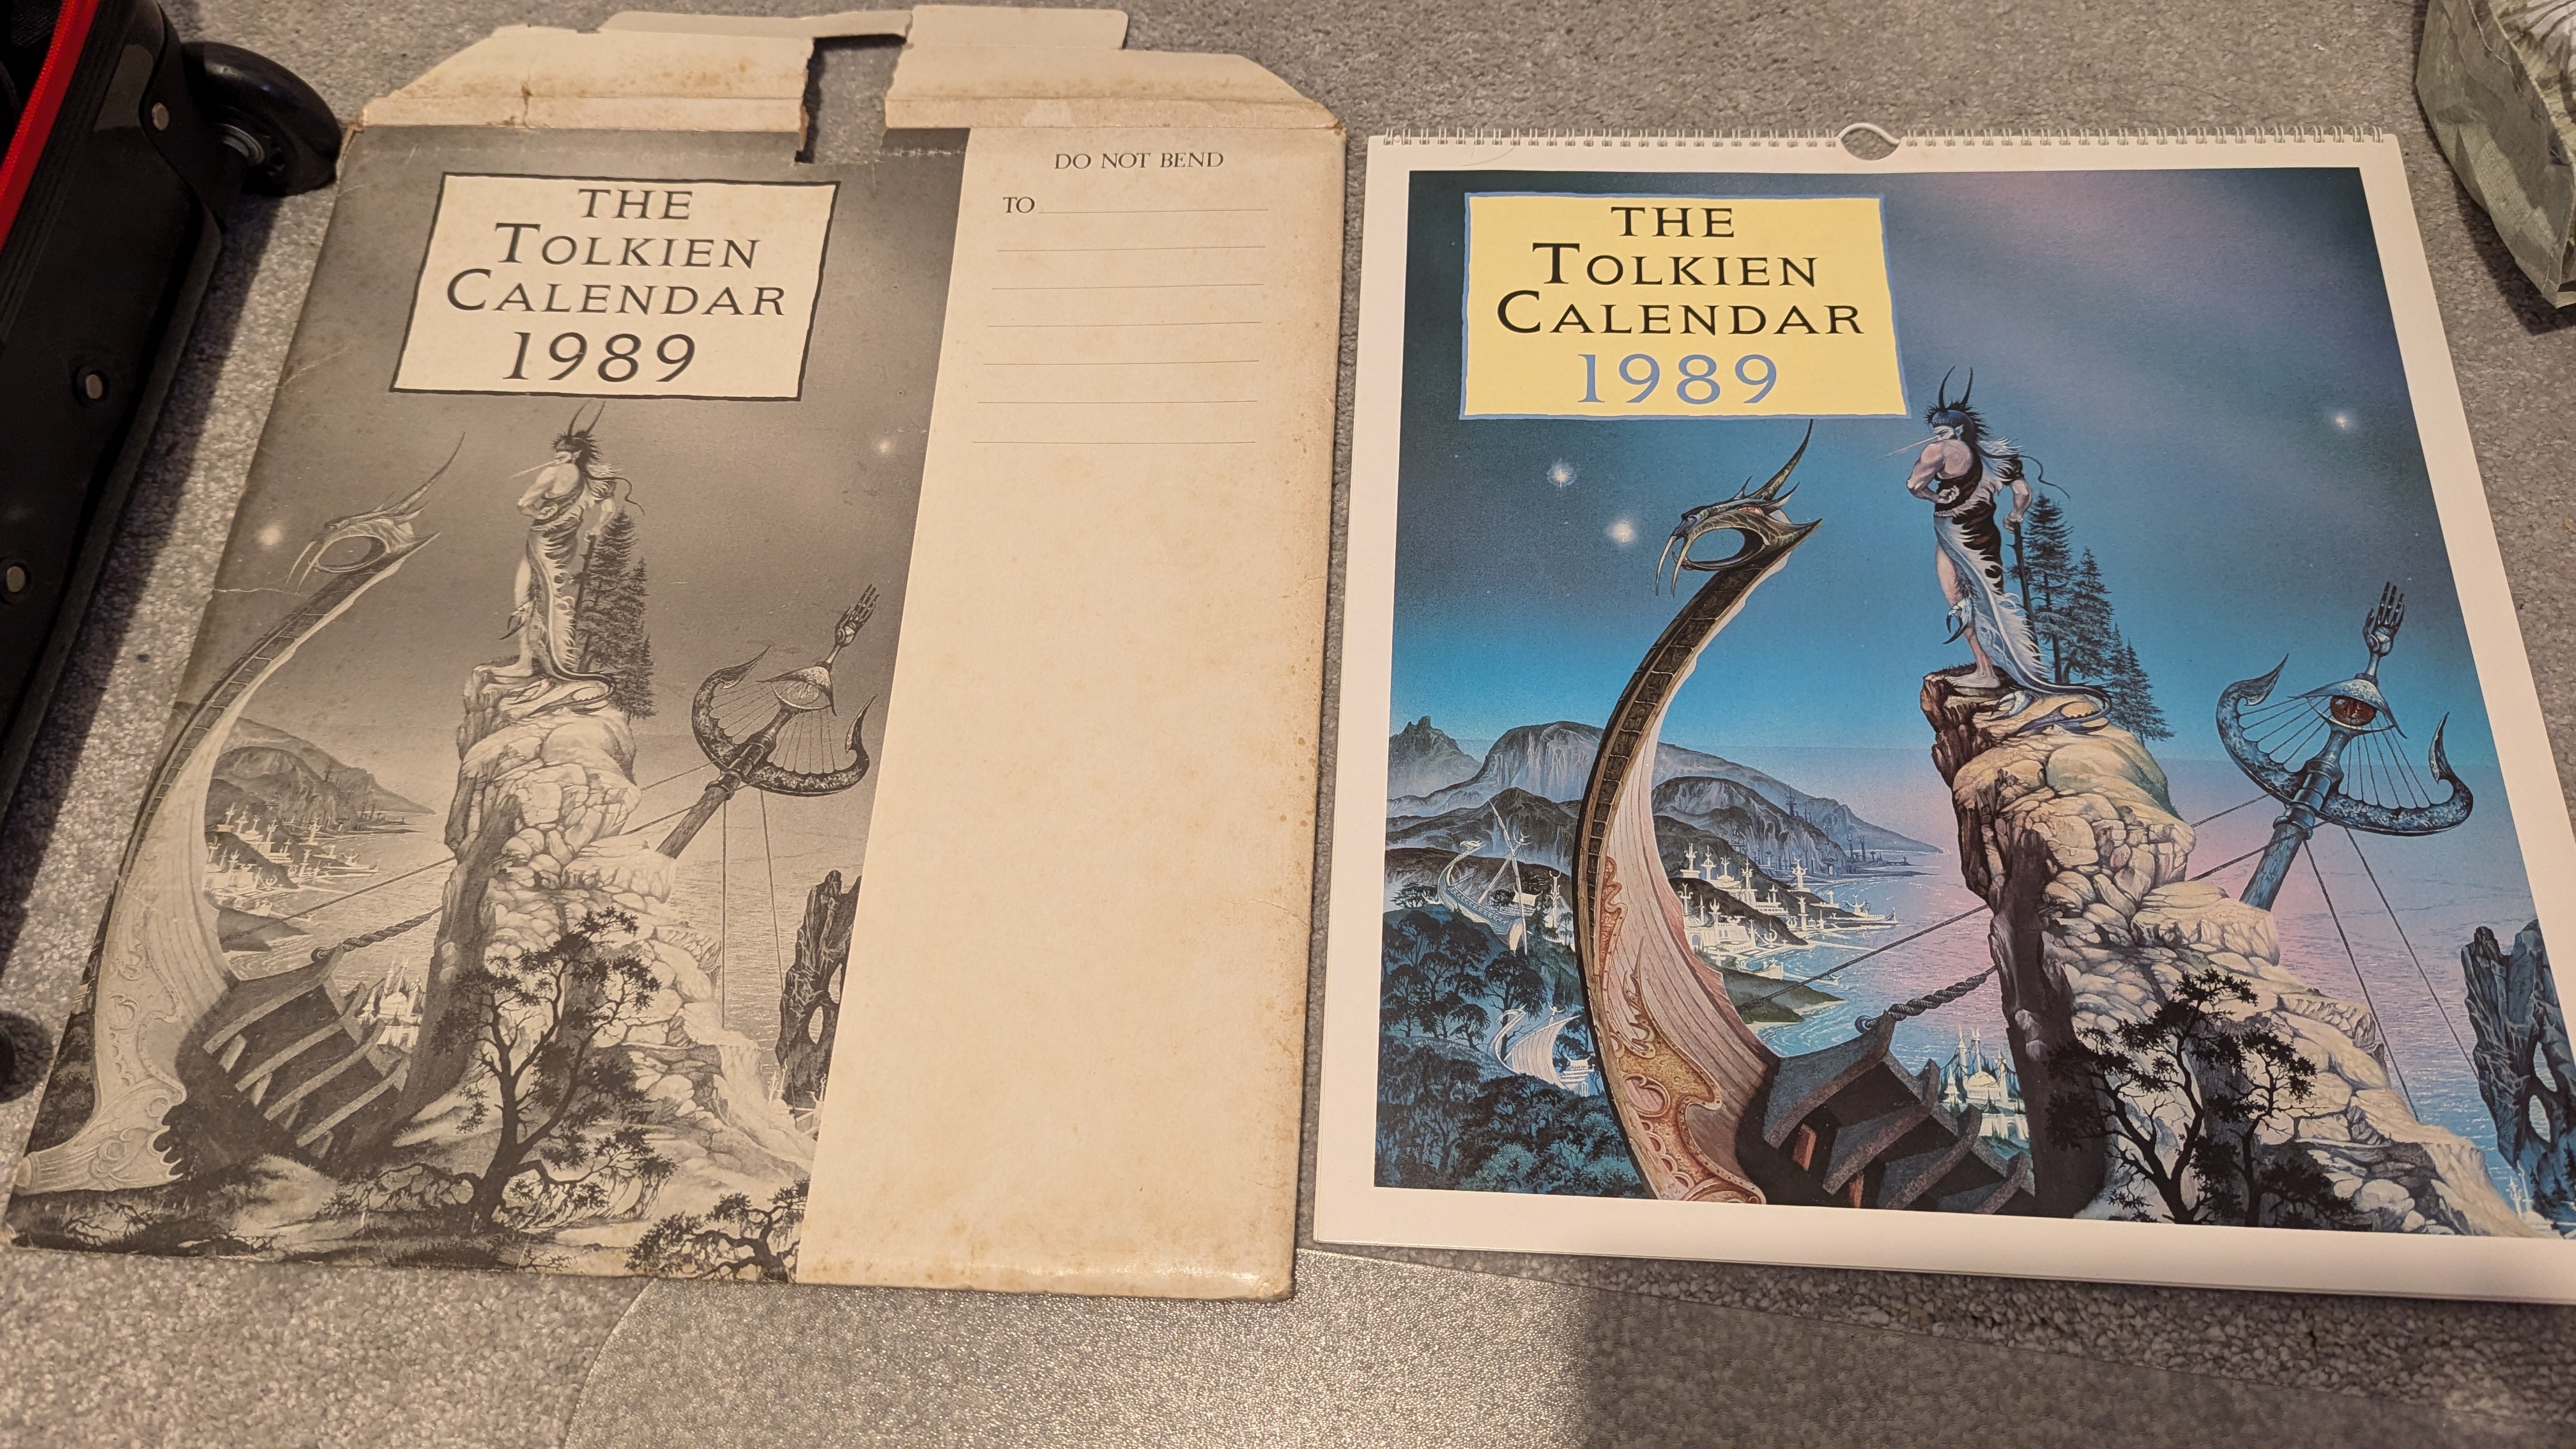 THE
TOLKIEN
CALENDAR
1989
DO NOT BEND
TO
THE
TOLKIEN
CALENDAR
1989